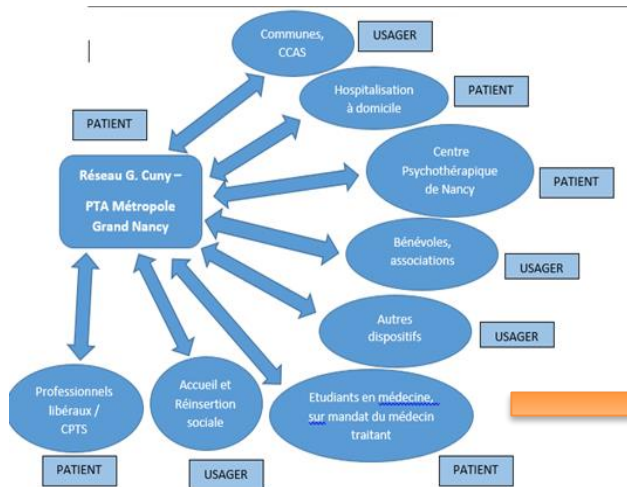 Communes,
CCAS
USAGER
Hospitalisation
à domicile
PATIENT
PATIENT
Réseau G. Cuny –
PTA Métropole
Grand Nancy
Centre
Psychothérapique
de Nancy
PATIENT
Bénévoles,
associations
USAGER
Autres
dispositifs
USAGER
Professionnels
libéraux /
CPTS
PATIENT
Accueil et
Réinsertion
sociale
USAGER
Etudiants en médecine,
sur mandat du médecin
traitant
PATIENT